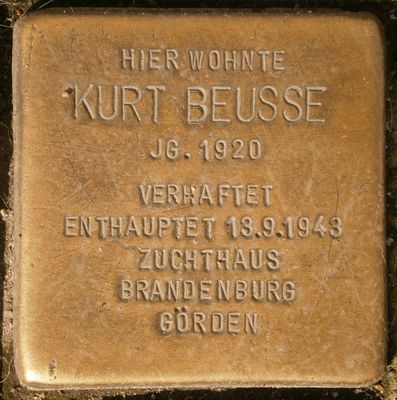 HIER WOHNTE
KURT BEUSSE
JG. 1920
VERHAFTET
ENTHAUPTET 13.9.1943
ZUCHTHAUS
BRANDENBURG
GÖRDEN